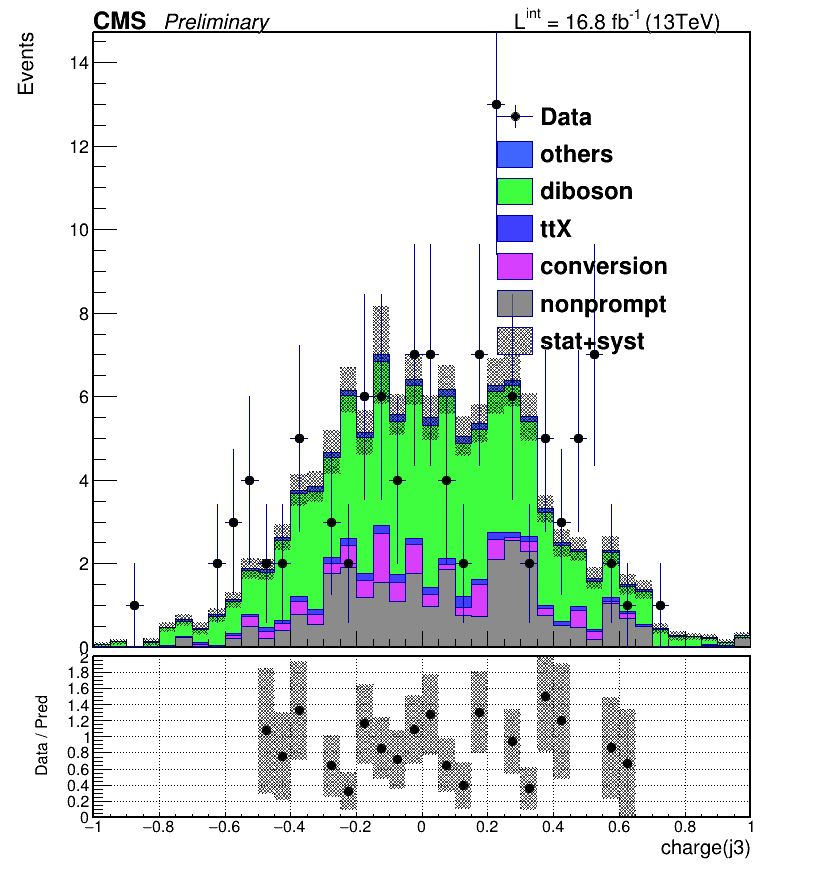 CMS Preliminary L^int = 16.8 fb^-1 (13TeV)
Events
14
12
10
8
6
4
2
0
Data
others
diboson
ttX
conversion
nonprompt
stat+syst
Data / Pred
2
1.8
1.6
1.4
1.2
1
0.8
0.6
0.4
0.2
0
−1 −0.8 −0.6 −0.4 −0.2 0 0.2 0.4 0.6 0.8 1
charge(j3)